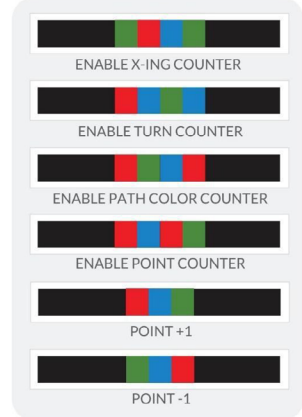 ENABLE X-ING COUNTER
ENABLE TURN COUNTER
ENABLE PATH COLOR COUNTER
ENABLE POINT COUNTER
POINT +1
POINT -1